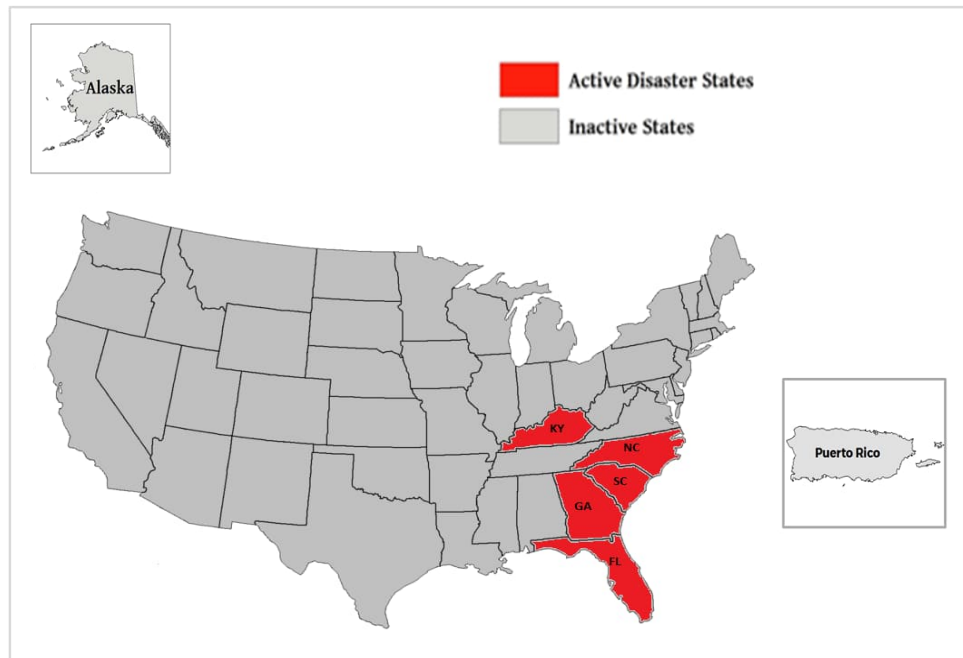 Alaska
Active Disaster States
Inactive States
KY
NC
SC
GA
FL
Puerto Rico